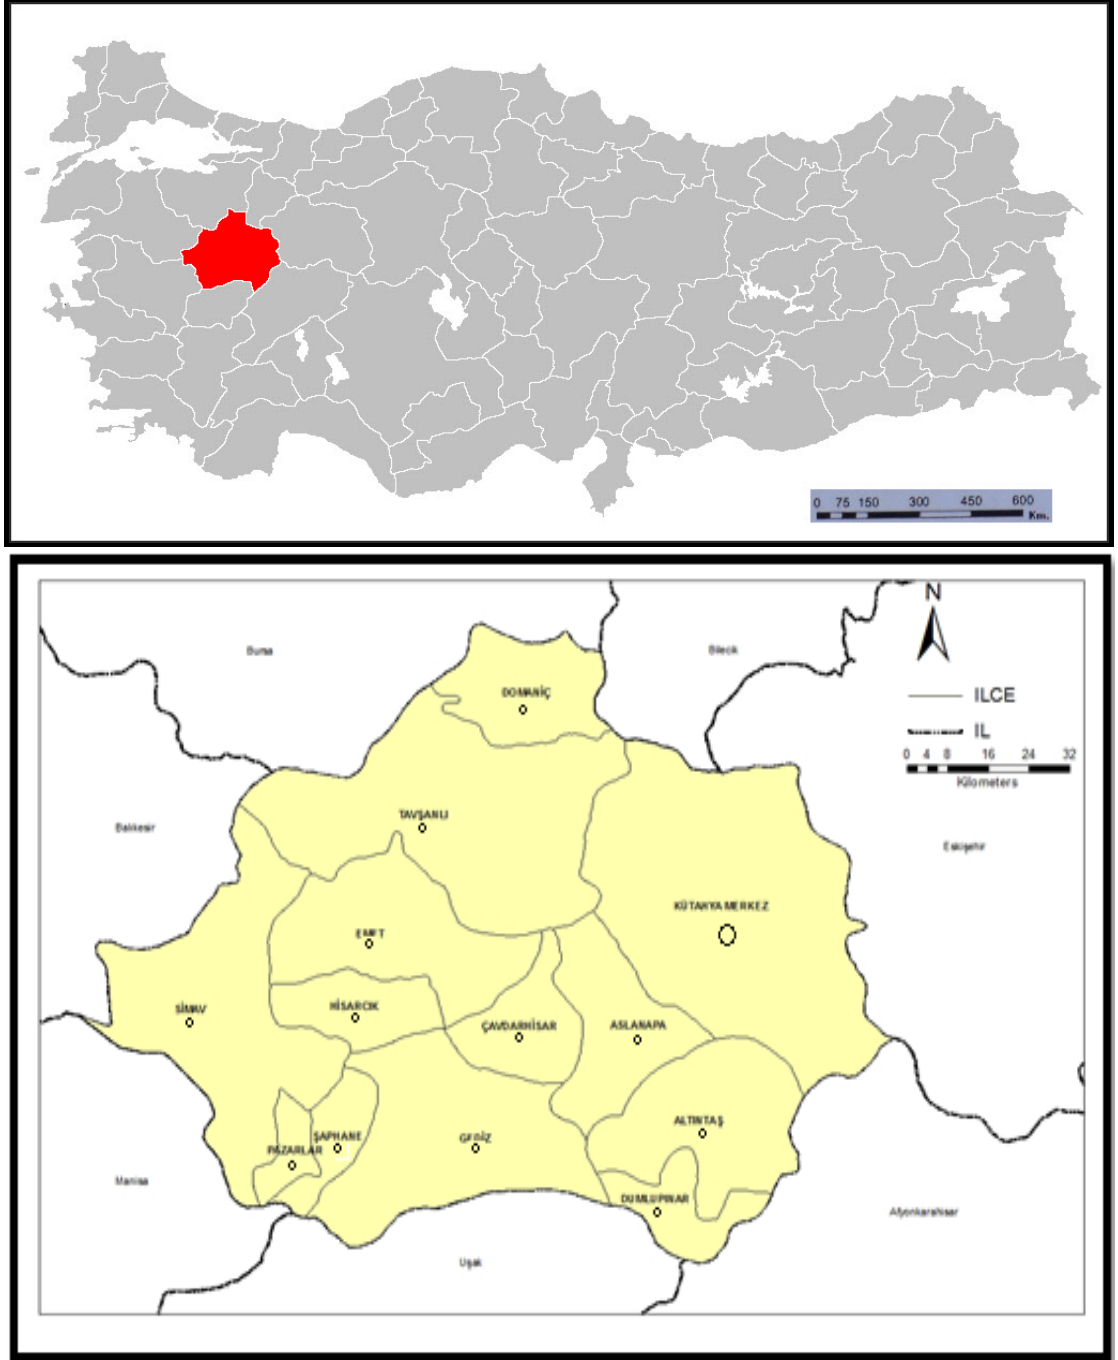 0 75 150 300 450 600
Km.
N
Bursa
Bilecik
DOMANİÇ
ILCE
IL
0 4 8 16 24 32
Kilometers
TAVŞANLI
Balıkesir
Eskişehir
KÜTAHYA MERKEZ
EMET
SİMAV
HİSARCIK
ÇAVDARHİSAR
ASLANAPA
ALTINTAŞ
ŞAPHANE
GEDİZ
PAZARLAR
Manisa
DUMLUPINAR
Afyonkarahisar
Uşak